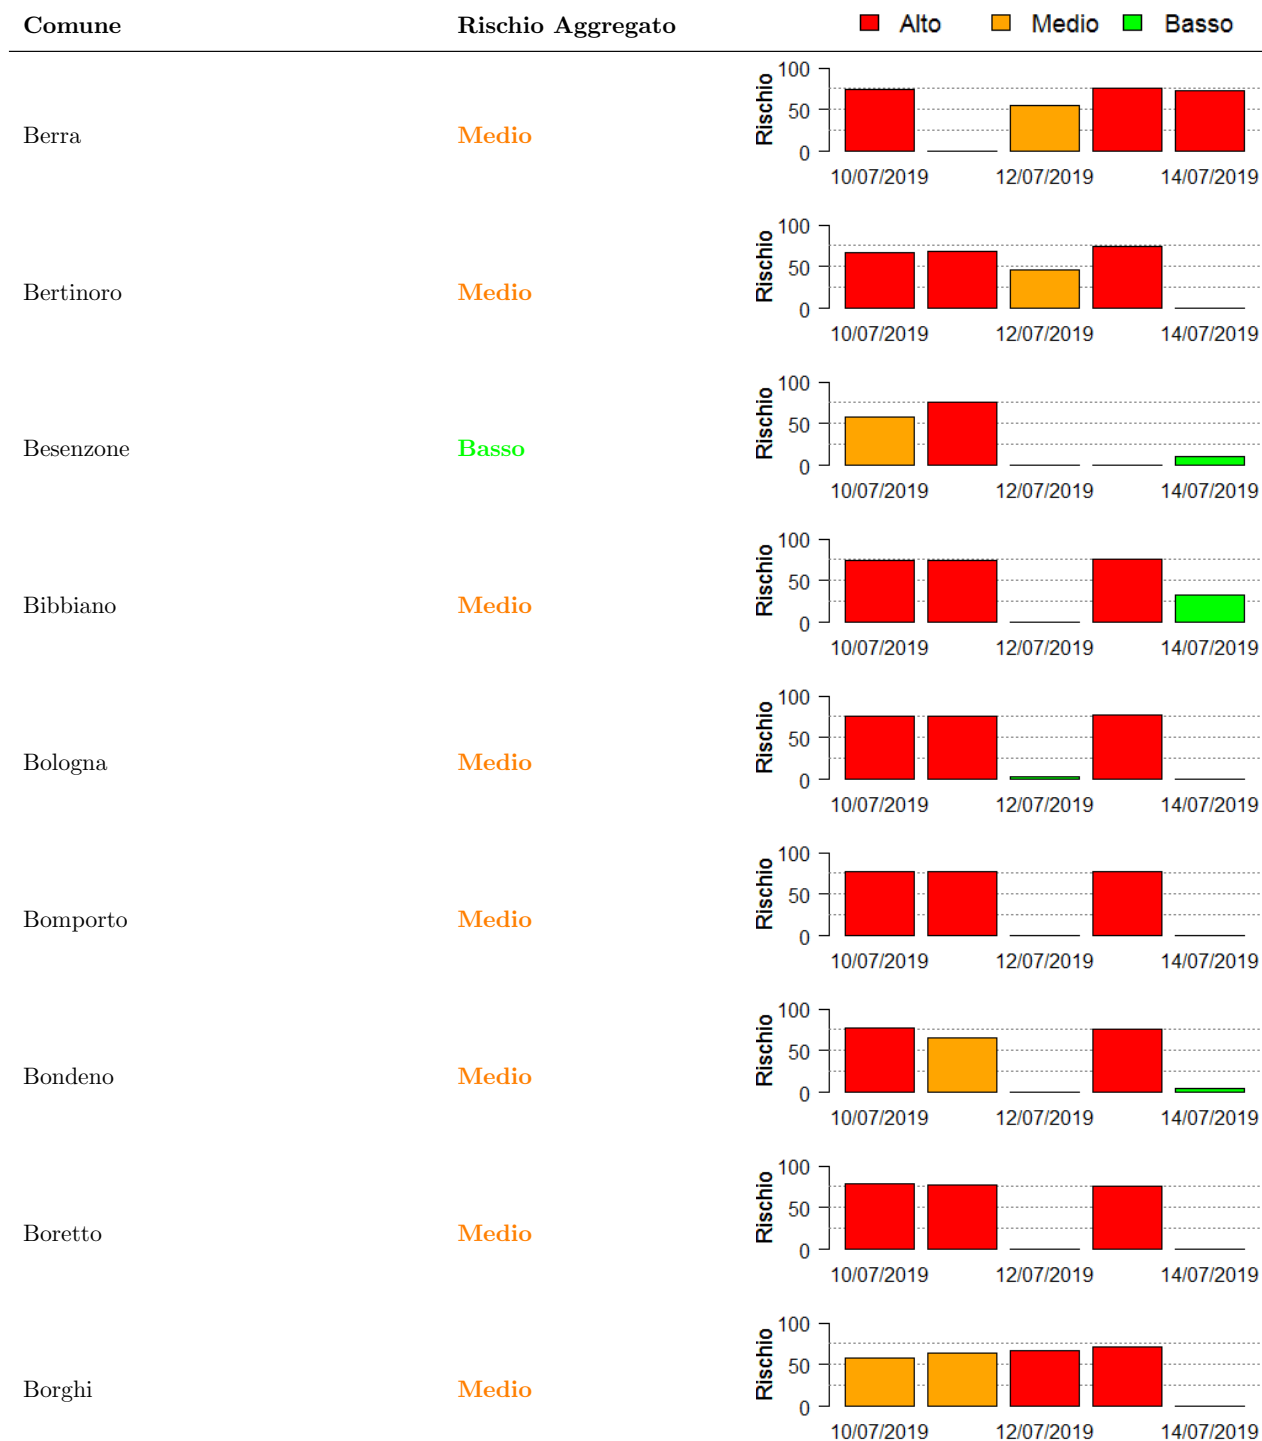 Comune Rischio Aggregato Alto Medio Basso
Berra Medio Rischio 100 50 0
10/07/2019 12/07/2019 14/07/2019
Bertinoro Medio Rischio 100 50 0
10/07/2019 12/07/2019 14/07/2019
Besenzone Basso Rischio 100 50 0
10/07/2019 12/07/2019 14/07/2019
Bibbiano Medio Rischio 100 50 0
10/07/2019 12/07/2019 14/07/2019
Bologna Medio Rischio 100 50 0
10/07/2019 12/07/2019 14/07/2019
Bomporto Medio Rischio 100 50 0
10/07/2019 12/07/2019 14/07/2019
Bondeno Medio Rischio 100 50 0
10/07/2019 12/07/2019 14/07/2019
Boretto Medio Rischio 100 50 0
10/07/2019 12/07/2019 14/07/2019
Borghi Medio Rischio 100 50 0
10/07/2019 12/07/2019 14/07/2019